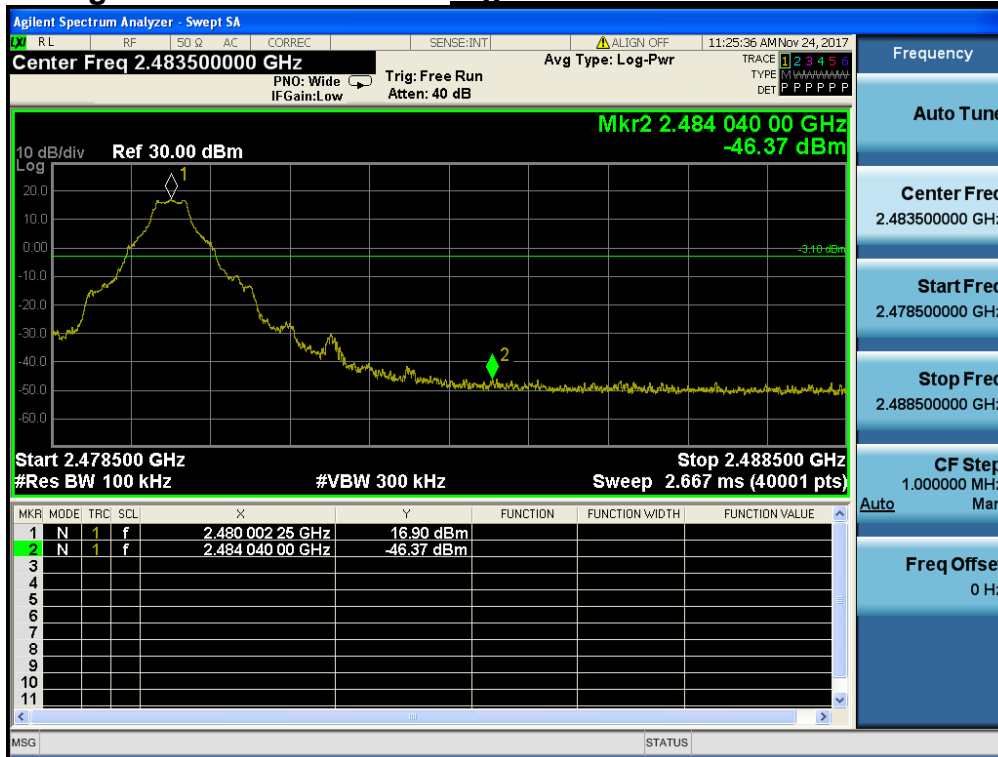 Agilent Spectrum Analyzer - Swept SA
LXI RL RF 50 Ω AC CORREC SENSE:INT ALIGN OFF 11:25:36 AM Nov 24, 2017
Center Freq 2.483500000 GHz
PNO: Wide
IFGain:Low
Trig: Free Run
Atten: 40 dB
Avg Type: Log-Pwr
TRACE 1 2 3 4 5 6
TYPE M W W W W W
DET P P P P P P
Mkr2 2.484 040 00 GHz
-46.37 dBm
10 dB/div Ref 30.00 dBm
Log
1
20.0
10.0
0.00
-3.10 dBm
-10.0
-20.0
-30.0
-40.0
2
-50.0
-60.0
Start 2.478500 GHz Stop 2.488500 GHz
#Res BW 100 kHz #VBW 300 kHz Sweep 2.667 ms (40001 pts)
MKR MODE TRC SCL X Y FUNCTION FUNCTION WIDTH FUNCTION VALUE
1 N 1 f 2.480 002 25 GHz 16.90 dBm
2 N 1 f 2.484 040 00 GHz -46.37 dBm
3
4
5
6
7
8
9
10
11
MSG STATUS
Frequency
Auto Tune
Center Freq
2.483500000 GHz
Start Freq
2.478500000 GHz
Stop Freq
2.488500000 GHz
CF Step
1.000000 MHz
Auto Man
Freq Offset
0 Hz